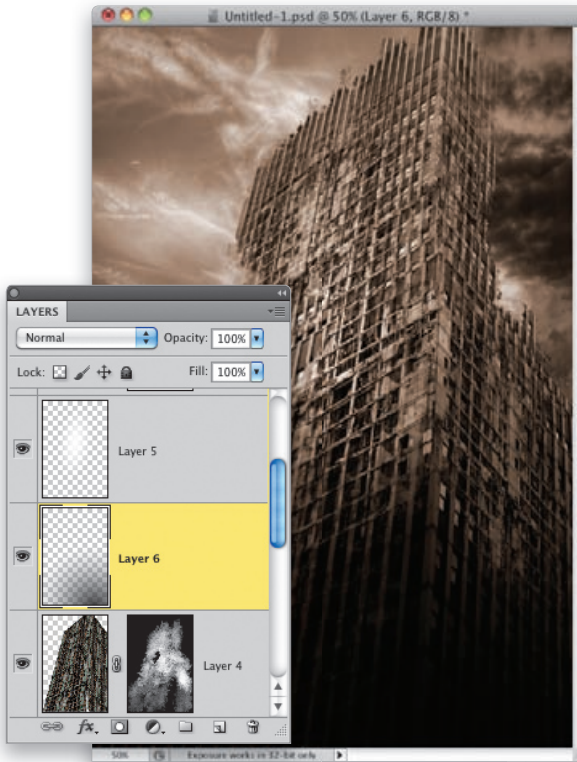 Untitled-1.psd @ 50% (Layer 6, RGB/8) *
LAYERS
Normal
Opacity: 100%
Lock:
Fill: 100%
Layer 5
Layer 6
Layer 4
fx.
50%
Exposure works in 32-bit only